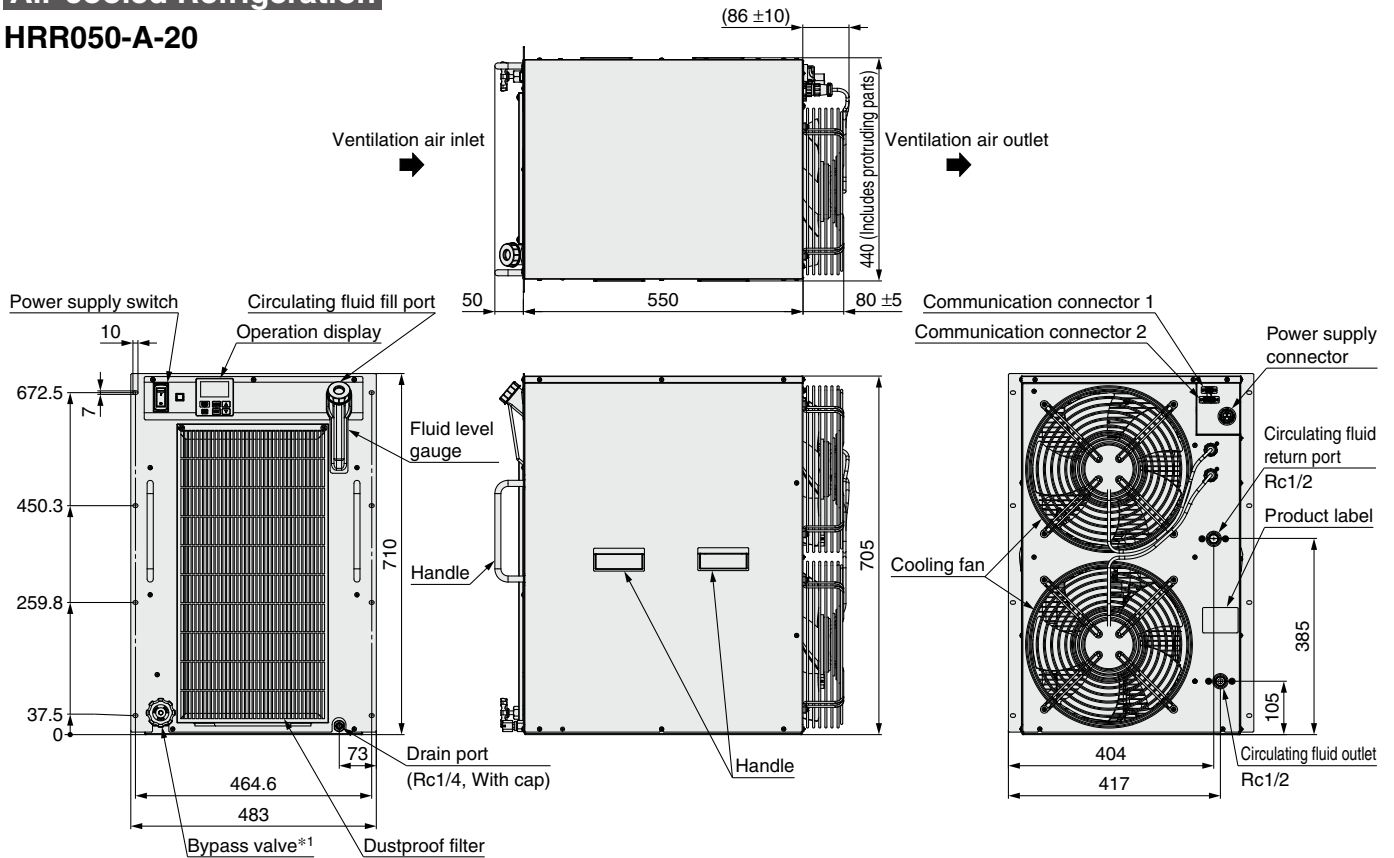 Air-cooled Refrigeration
HRR050-A-20
(86 ±10)
Ventilation air inlet
440 (Includes protruding parts)
Ventilation air outlet
50
550
80 ±5
Power supply switch
Circulating fluid fill port
10
Operation display
672.5
7
Fluid level
gauge
450.3
710
259.8
37.5
0
73
Drain port
(Rc1/4, With cap)
464.6
483
Bypass valve*1
Dustproof filter
Handle
705
Handle
Communication connector 1
Communication connector 2
Power supply
connector
Circulating fluid
return port
Rc1/2
Product label
Cooling fan
385
105
404
417
Circulating fluid outlet
Rc1/2